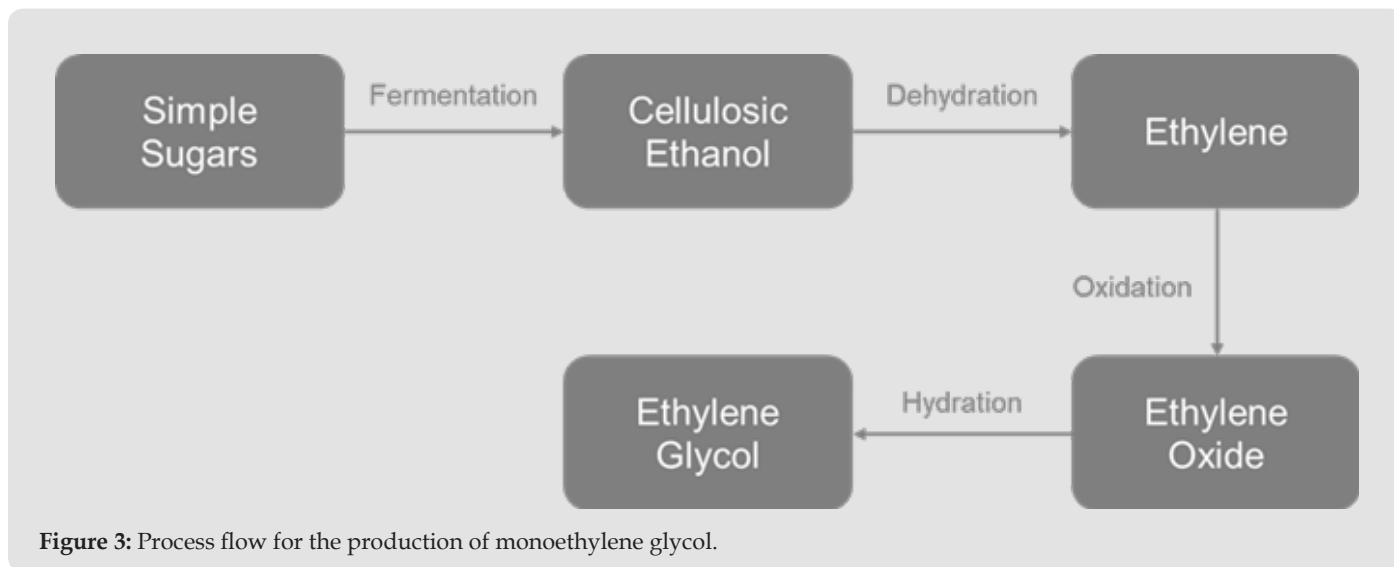 Simple
Sugars
Fermentation
Cellulosic
Ethanol
Dehydration
Ethylene
Oxidation
Ethylene
Oxide
Hydration
Ethylene
Glycol
Figure 3: Process flow for the production of monoethylene glycol.